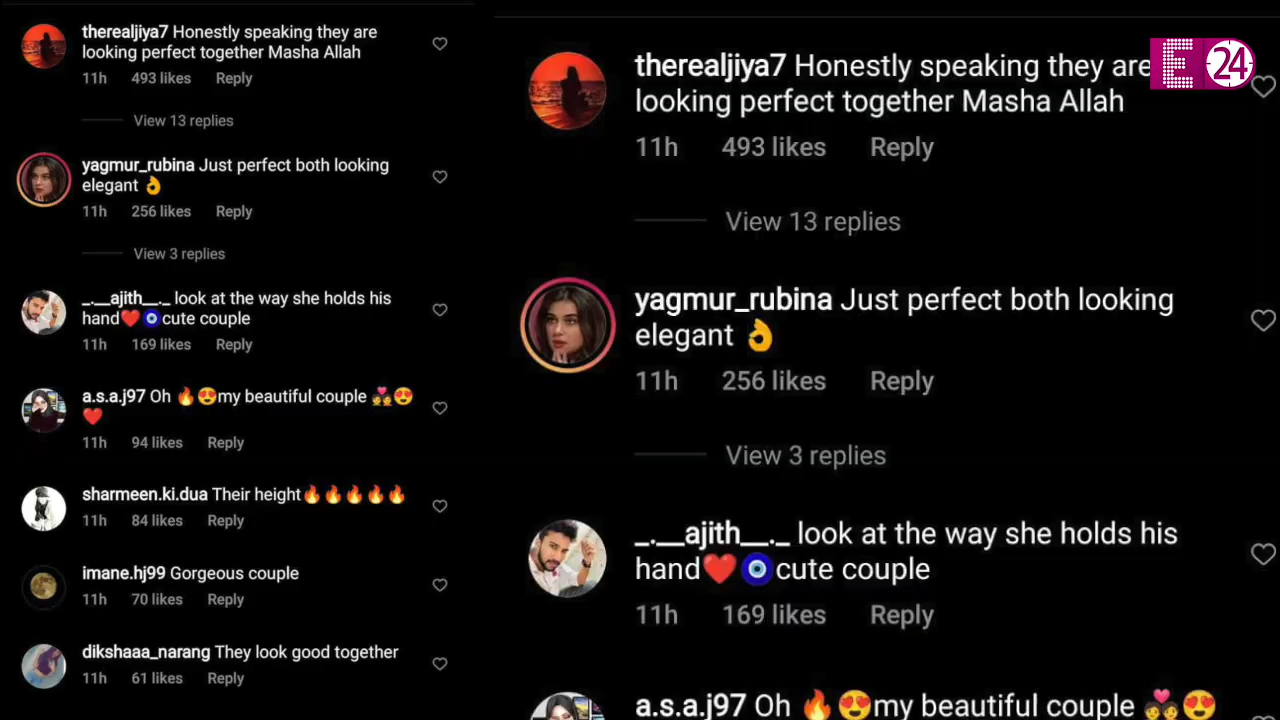 therealjiya7 Honestly speaking they are
looking perfect together Masha Allah
11h 493 likes Reply
View 13 replies
yagmur_rubina Just perfect both looking
elegant 👌
11h 256 likes Reply
View 3 replies
_.__ajith__._ look at the way she holds his
hand❤️🧿cute couple
11h 169 likes Reply
a.s.a.j97 Oh 🔥😍my beautiful couple 💑😍
❤️
11h 94 likes Reply
sharmeen.ki.dua Their height🔥🔥🔥🔥🔥
11h 84 likes Reply
imane.hj99 Gorgeous couple
11h 70 likes Reply
dikshaaa_narang They look good together
11h 61 likes Reply
E 24
therealjiya7 Honestly speaking they are
looking perfect together Masha Allah
11h 493 likes Reply
View 13 replies
yagmur_rubina Just perfect both looking
elegant 👌
11h 256 likes Reply
View 3 replies
_.__ajith__._ look at the way she holds his
hand❤️🧿cute couple
11h 169 likes Reply
a.s.a.j97 Oh 🔥😍my beautiful couple 💑😍